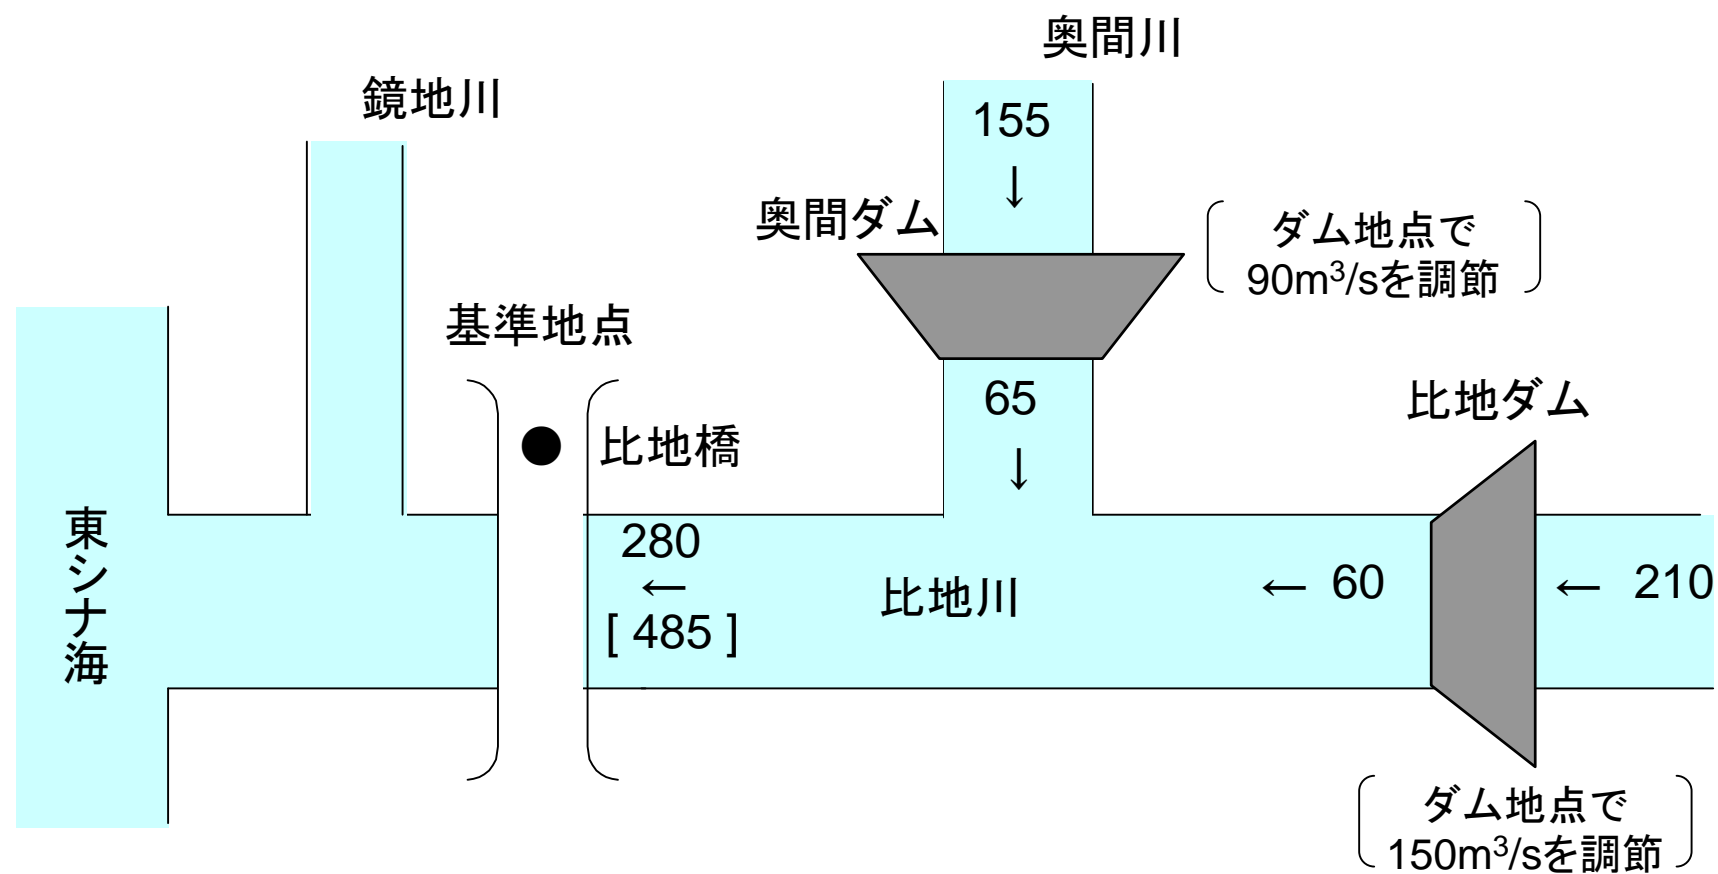 奥間川
鏡地川
155
↓
奥間ダム
ダム地点で
90m³/sを調節
基準地点
65
↓
比地ダム
比地橋
東シナ海
280
←
[ 485 ]
比地川
← 60
← 210
ダム地点で
150m³/sを調節